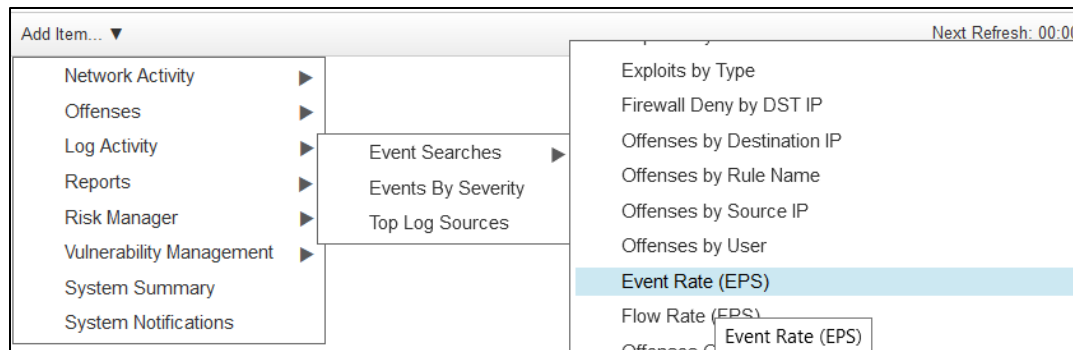 Add Item... ▼
Next Refresh: 00:0
Network Activity ▶
Offenses ▶
Log Activity ▶
Reports ▶
Risk Manager ▶
Vulnerability Management ▶
System Summary
System Notifications
Event Searches ▶
Events By Severity
Top Log Sources
Exploits by Type
Firewall Deny by DST IP
Offenses by Destination IP
Offenses by Rule Name
Offenses by Source IP
Offenses by User
Event Rate (EPS)
Flow Rate (EPS)
Event Rate (EPS)